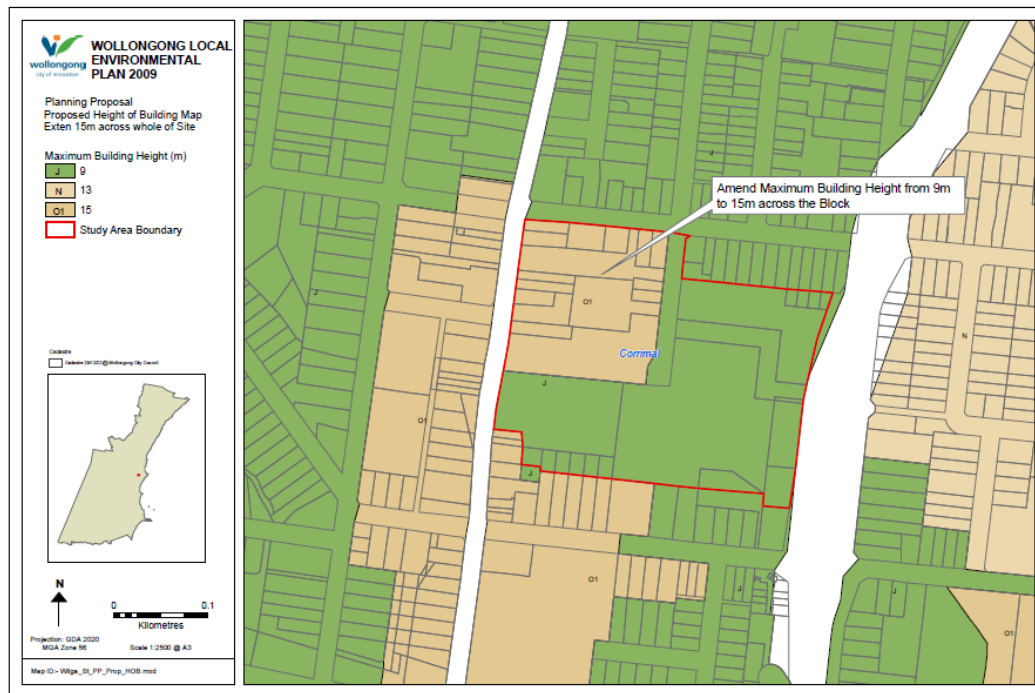 wollongong
city of innovation
WOLLONGONG LOCAL
ENVIRONMENTAL
PLAN 2009
Planning Proposal
Proposed Height of Building Map
Exten 15m across whole of Site
Maximum Building Height (m)
J 9
N 13
O1 15
Study Area Boundary
Cadastre
N
0 0.1
Kilometres
Projection: GDA 2020
MGA Zone 56
Scale 1:2500 @ A3
Map ID:- Wilga_St_PP_Prop_HOB.mxd
J
Amend Maximum Building Height from 9m
to 15m across the Block
J
O1
N
Corrimal
J
O1
J
O1
J
J
O1